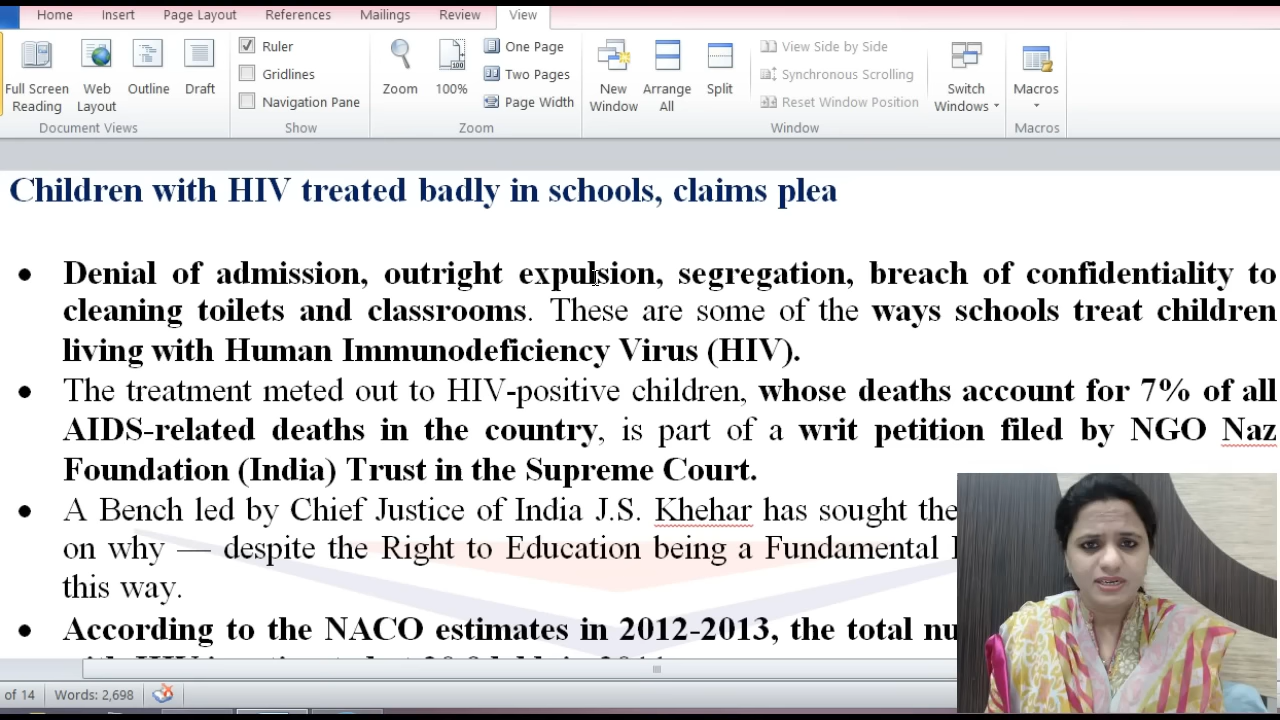 Home Insert Page Layout References Mailings Review View
Full Screen Reading
Web Layout
Outline
Draft
Document Views
Ruler
Gridlines
Navigation Pane
Show
Zoom
100%
One Page
Two Pages
Page Width
Zoom
New Window
Arrange All
Split
View Side by Side
Synchronous Scrolling
Reset Window Position
Window
Switch Windows
Macros
Macros
Children with HIV treated badly in schools, claims plea
• Denial of admission, outright expulsion, segregation, breach of confidentiality to
cleaning toilets and classrooms. These are some of the ways schools treat children
living with Human Immunodeficiency Virus (HIV).
• The treatment meted out to HIV-positive children, whose deaths account for 7% of all
AIDS-related deaths in the country, is part of a writ petition filed by NGO Naz
Foundation (India) Trust in the Supreme Court.
• A Bench led by Chief Justice of India J.S. Khehar has sought the
on why — despite the Right to Education being a Fundamental
this way.
• According to the NACO estimates in 2012-2013, the total
of 14 Words: 2,698